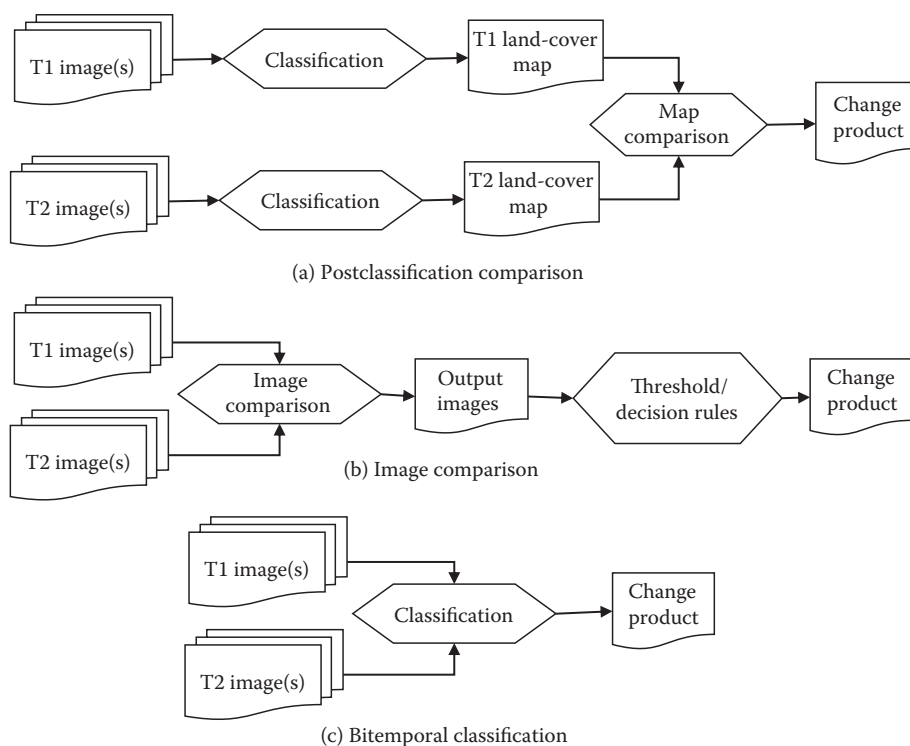 T1 image(s)
Classification
T1 land-cover
map
Map
comparison
Change
product
T2 image(s)
Classification
T2 land-cover
map
(a) Postclassification comparison
T1 image(s)
Image
comparison
Output
images
Threshold/
decision rules
Change
product
T2 image(s)
(b) Image comparison
T1 image(s)
Classification
Change
product
T2 image(s)
(c) Bitemporal classification